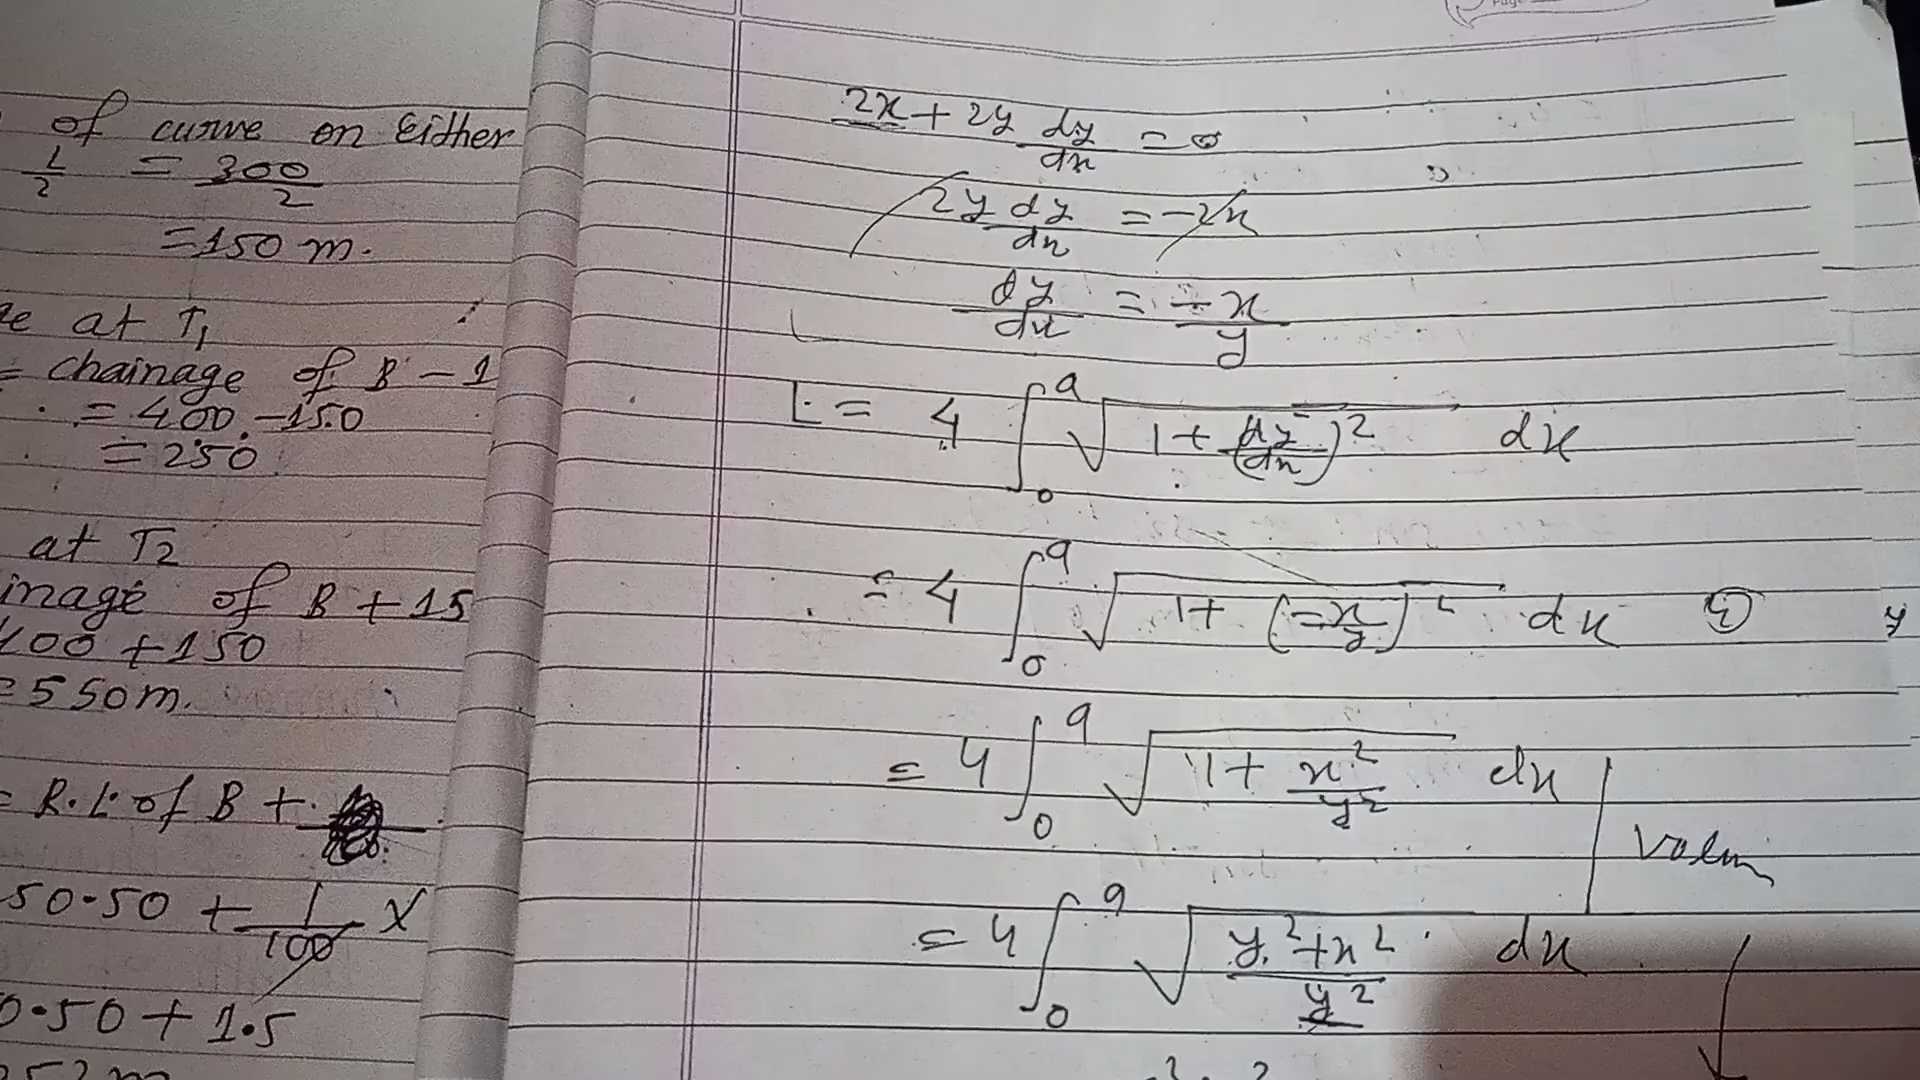 of curve on Either
L/2 = 300/2
= 150 m.
at T1
= chainage of B - 1
= 400 - 150
= 250
at T2
inage of B + 15
400 + 150
= 550m.
= R.L. of B +
50.50 + 1/100 X
0.50 + 1.5
2x + 2y dy/dx = 0
2y dy/dx = -2x
dy/dx = -x/y
L = 4 ∫₀ᵃ √(1 + (dy/dx)²) dx
= 4 ∫₀ᵃ √(1 + (-x/y)²) dx
= 4 ∫₀ᵃ √(1 + x²/y²) dx
= 4 ∫₀ᵃ √((y² + x²)/y²) dx